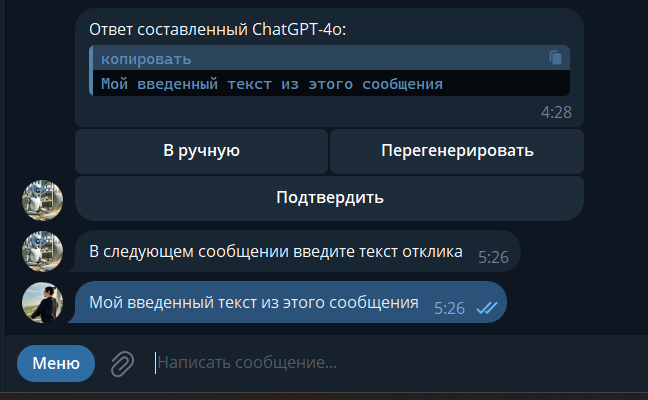 Ответ составленный ChatGPT-4o:
копировать
Мой введенный текст из этого сообщения
4:28
В ручную
Перегенерировать
Подтвердить
В следующем сообщении введите текст отклика 5:26
Мой введенный текст из этого сообщения 5:26
Меню
Написать сообщение...